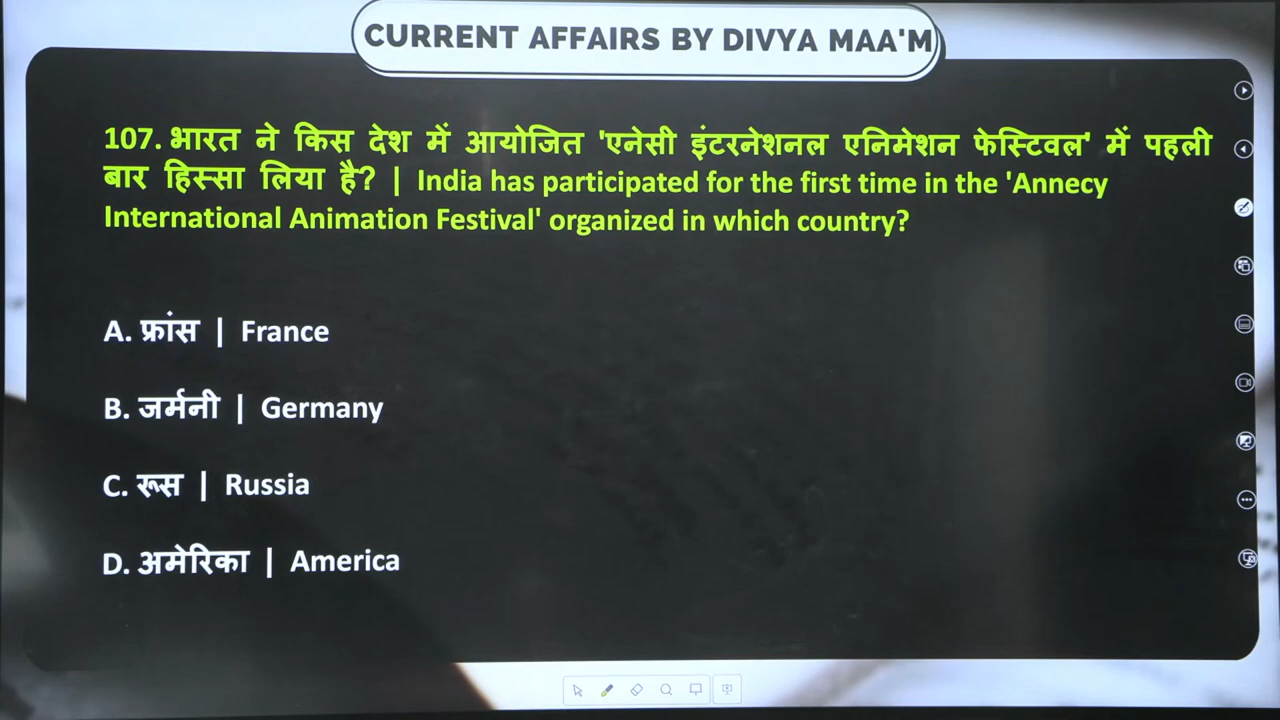 CURRENT AFFAIRS BY DIVYA MAA'M
107. भारत ने किस देश में आयोजित 'एनेसी इंटरनेशनल एनिमेशन फेस्टिवल' में पहली
बार हिस्सा लिया है? | India has participated for the first time in the 'Annecy
International Animation Festival' organized in which country?
A. फ्रांस | France
B. जर्मनी | Germany
C. रूस | Russia
D. अमेरिका | America